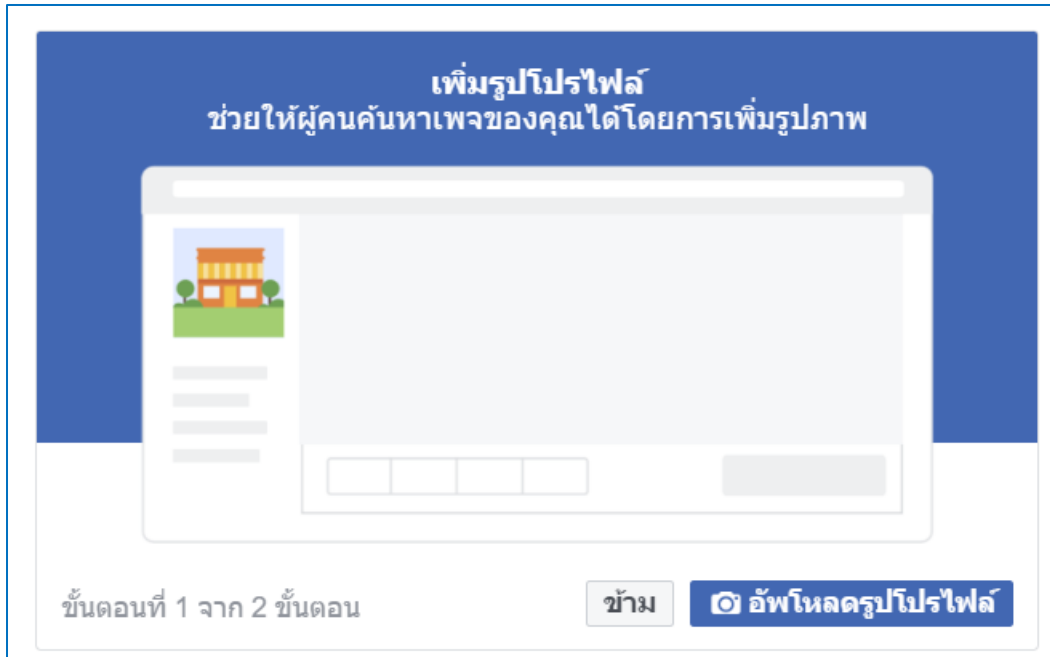 เพิ่มรูปโปรไฟล์
ช่วยให้ผู้คนค้นหาเพจของคุณได้โดยการเพิ่มรูปภาพ
ขั้นตอนที่ 1 จาก 2 ขั้นตอน
ข้าม
อัพโหลดรูปโปรไฟล์